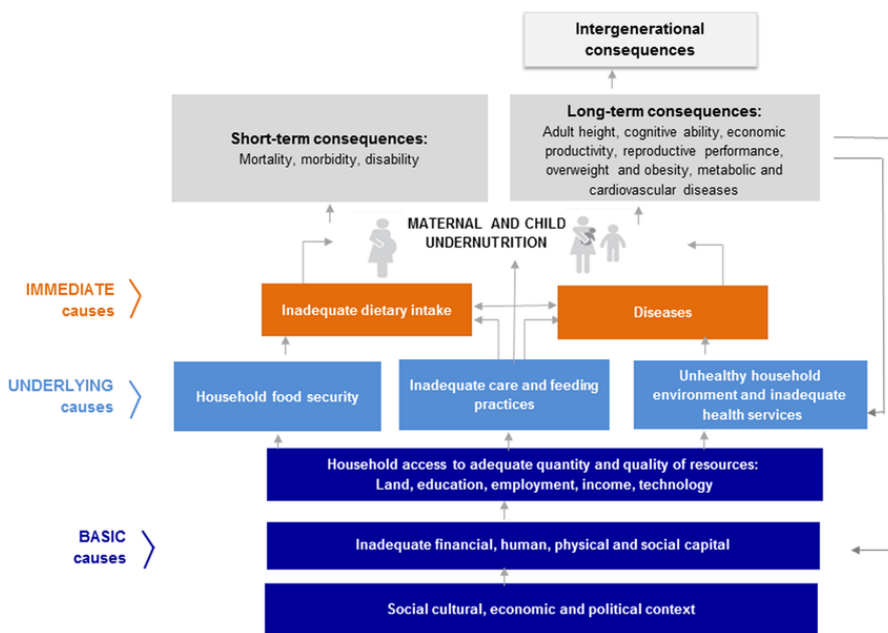 Intergenerational
consequences
Short-term consequences:
Mortality, morbidity, disability
Long-term consequences:
Adult height, cognitive ability, economic
productivity, reproductive performance,
overweight and obesity, metabolic and
cardiovascular diseases
MATERNAL AND CHILD
UNDERNUTRITION
IMMEDIATE
causes
Inadequate dietary intake
Diseases
UNDERLYING
causes
Household food security
Inadequate care and feeding
practices
Unhealthy household
environment and inadequate
health services
Household access to adequate quantity and quality of resources:
Land, education, employment, income, technology
BASIC
causes
Inadequate financial, human, physical and social capital
Social cultural, economic and political context